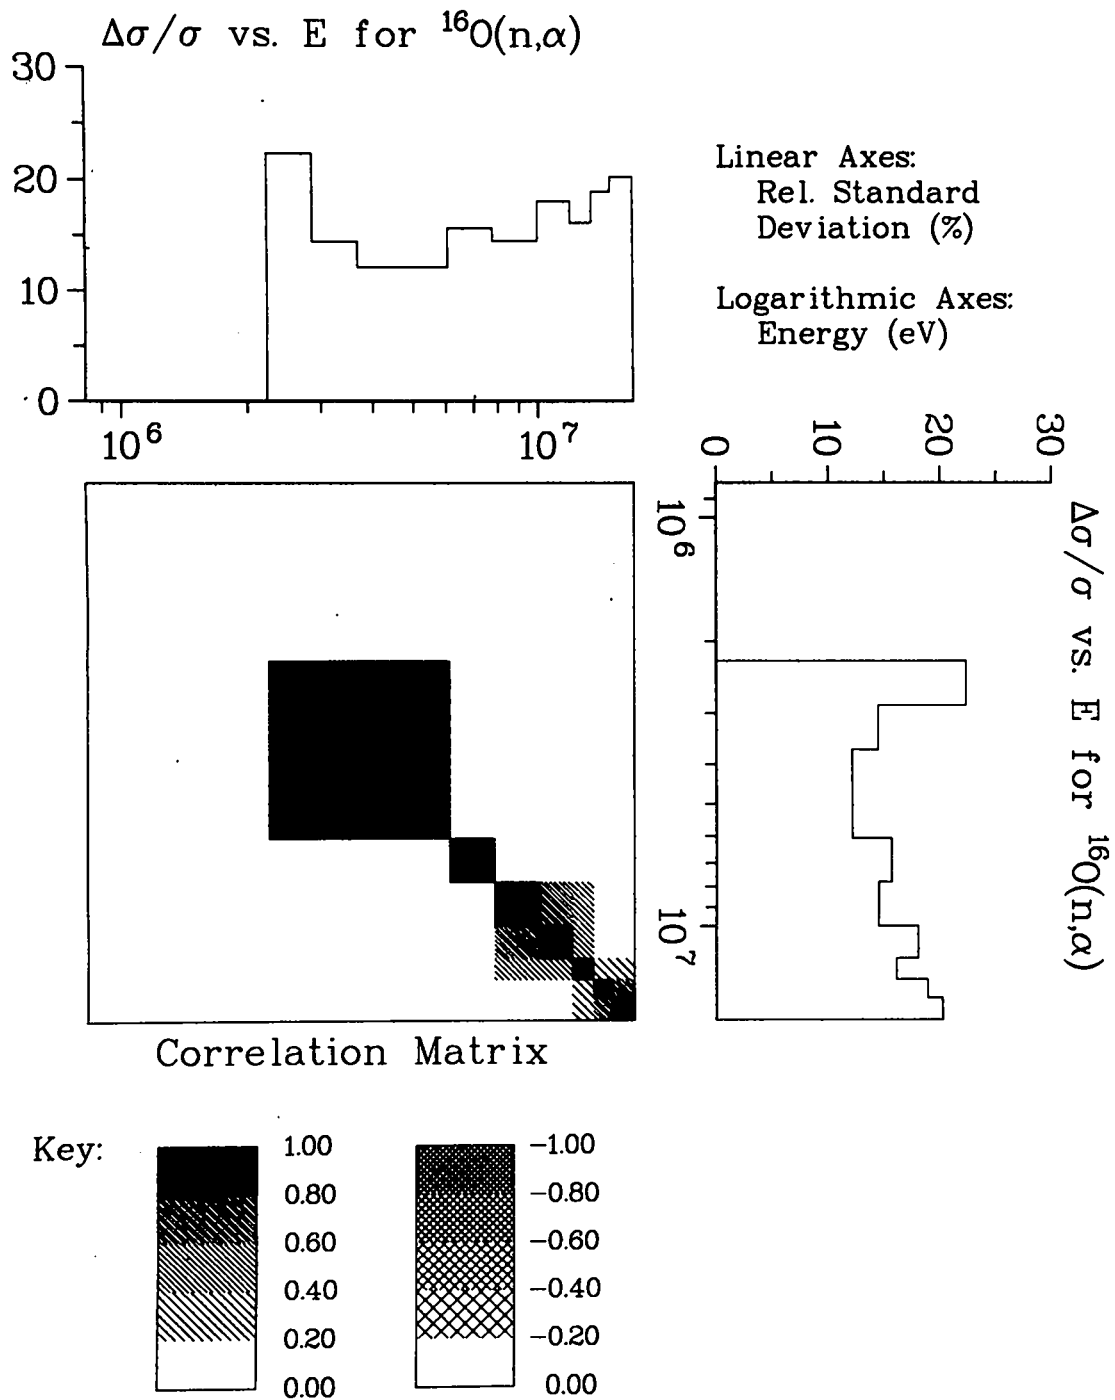 Δσ/σ vs. E for ¹⁶O(n,α)
30
20
10
0
10⁶
10⁷
Linear Axes:
Rel. Standard
Deviation (%)
Logarithmic Axes:
Energy (eV)
0
10
20
30
10⁶
10⁷
Δσ/σ vs. E for ¹⁶O(n,α)
Correlation Matrix
Key:
1.00
0.80
0.60
0.40
0.20
0.00
-1.00
-0.80
-0.60
-0.40
-0.20
0.00